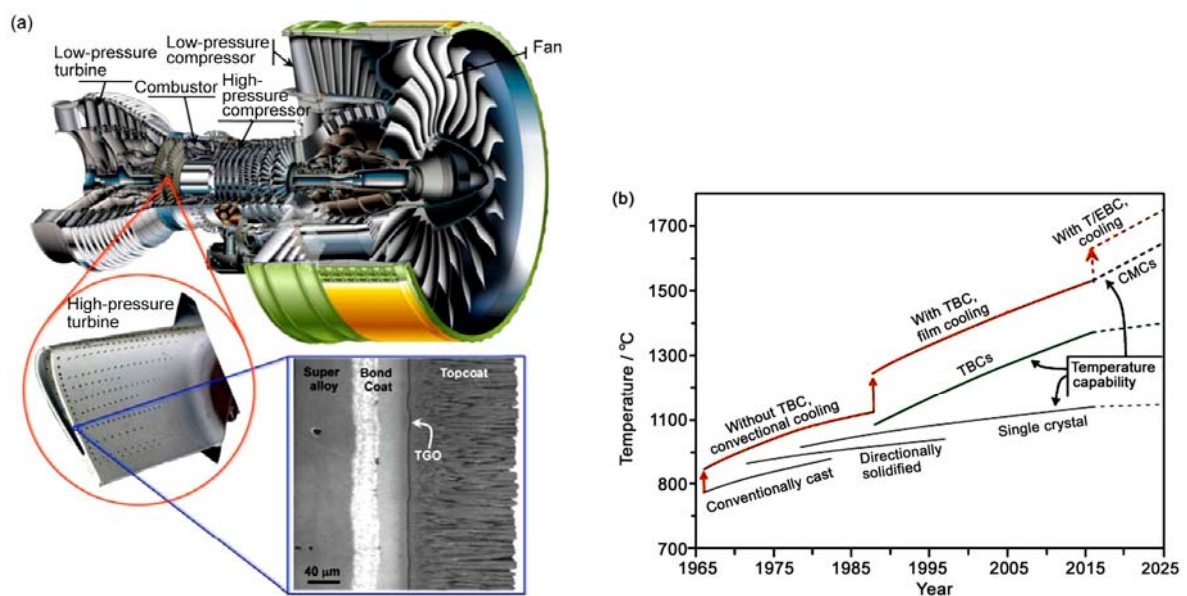 (a)
Low-pressure
compressor
Fan
Low-pressure
turbine
Combustor
High-
pressure
compressor
High-pressure
turbine
Super
alloy
Bond
Coat
Topcoat
TGO
40 μm
(b)
Temperature / °C
1700
1500
1300
1100
800
700
1965
1975
1985
1995
2005
2015
2025
Year
With T/EBC,
cooling
CMCs
With TBC,
film cooling
TBCs
Temperature
capability
Without TBC,
conventional cooling
Single crystal
Directionally
solidified
Conventionally cast